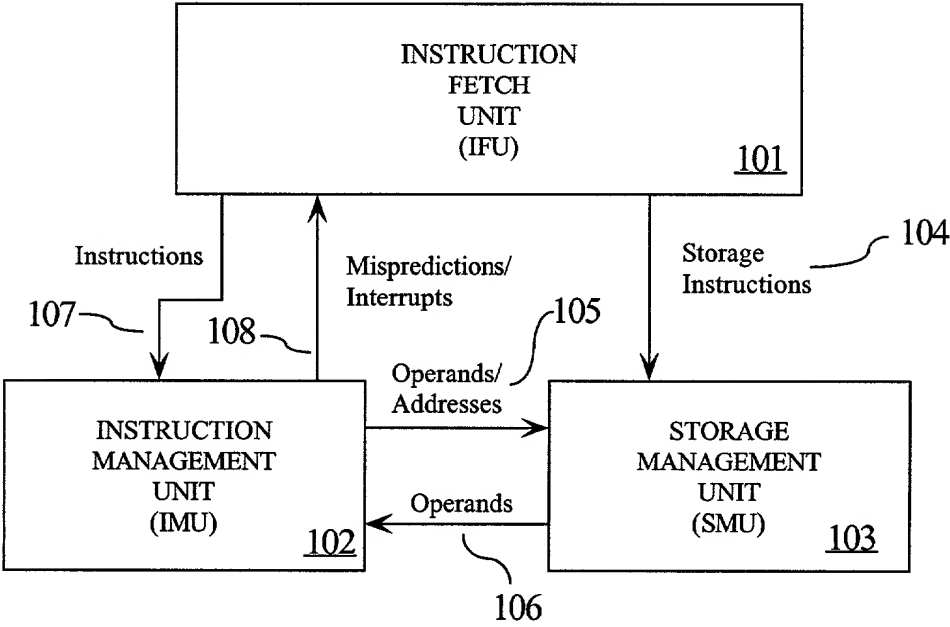 INSTRUCTION
FETCH
UNIT
(IFU)
101
Instructions
107
Mispredictions/
Interrupts
108
Storage
Instructions
104
Operands/
Addresses
105
INSTRUCTION
MANAGEMENT
UNIT
(IMU)
102
Operands
106
STORAGE
MANAGEMENT
UNIT
(SMU)
103